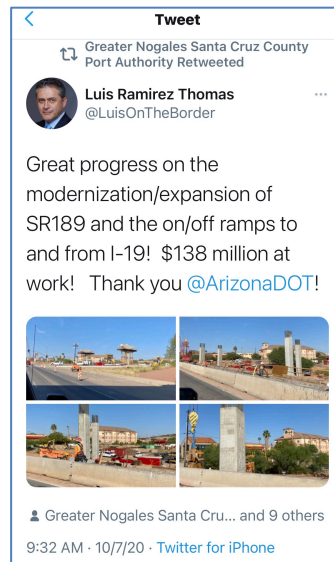 Tweet
Greater Nogales Santa Cruz County
Port Authority Retweeted
Luis Ramirez Thomas
@LuisOnTheBorder
Great progress on the
modernization/expansion of
SR189 and the on/off ramps to
and from I-19!  $138 million at
work!   Thank you @ArizonaDOT!
Greater Nogales Santa Cru... and 9 others
9:32 AM · 10/7/20 · Twitter for iPhone